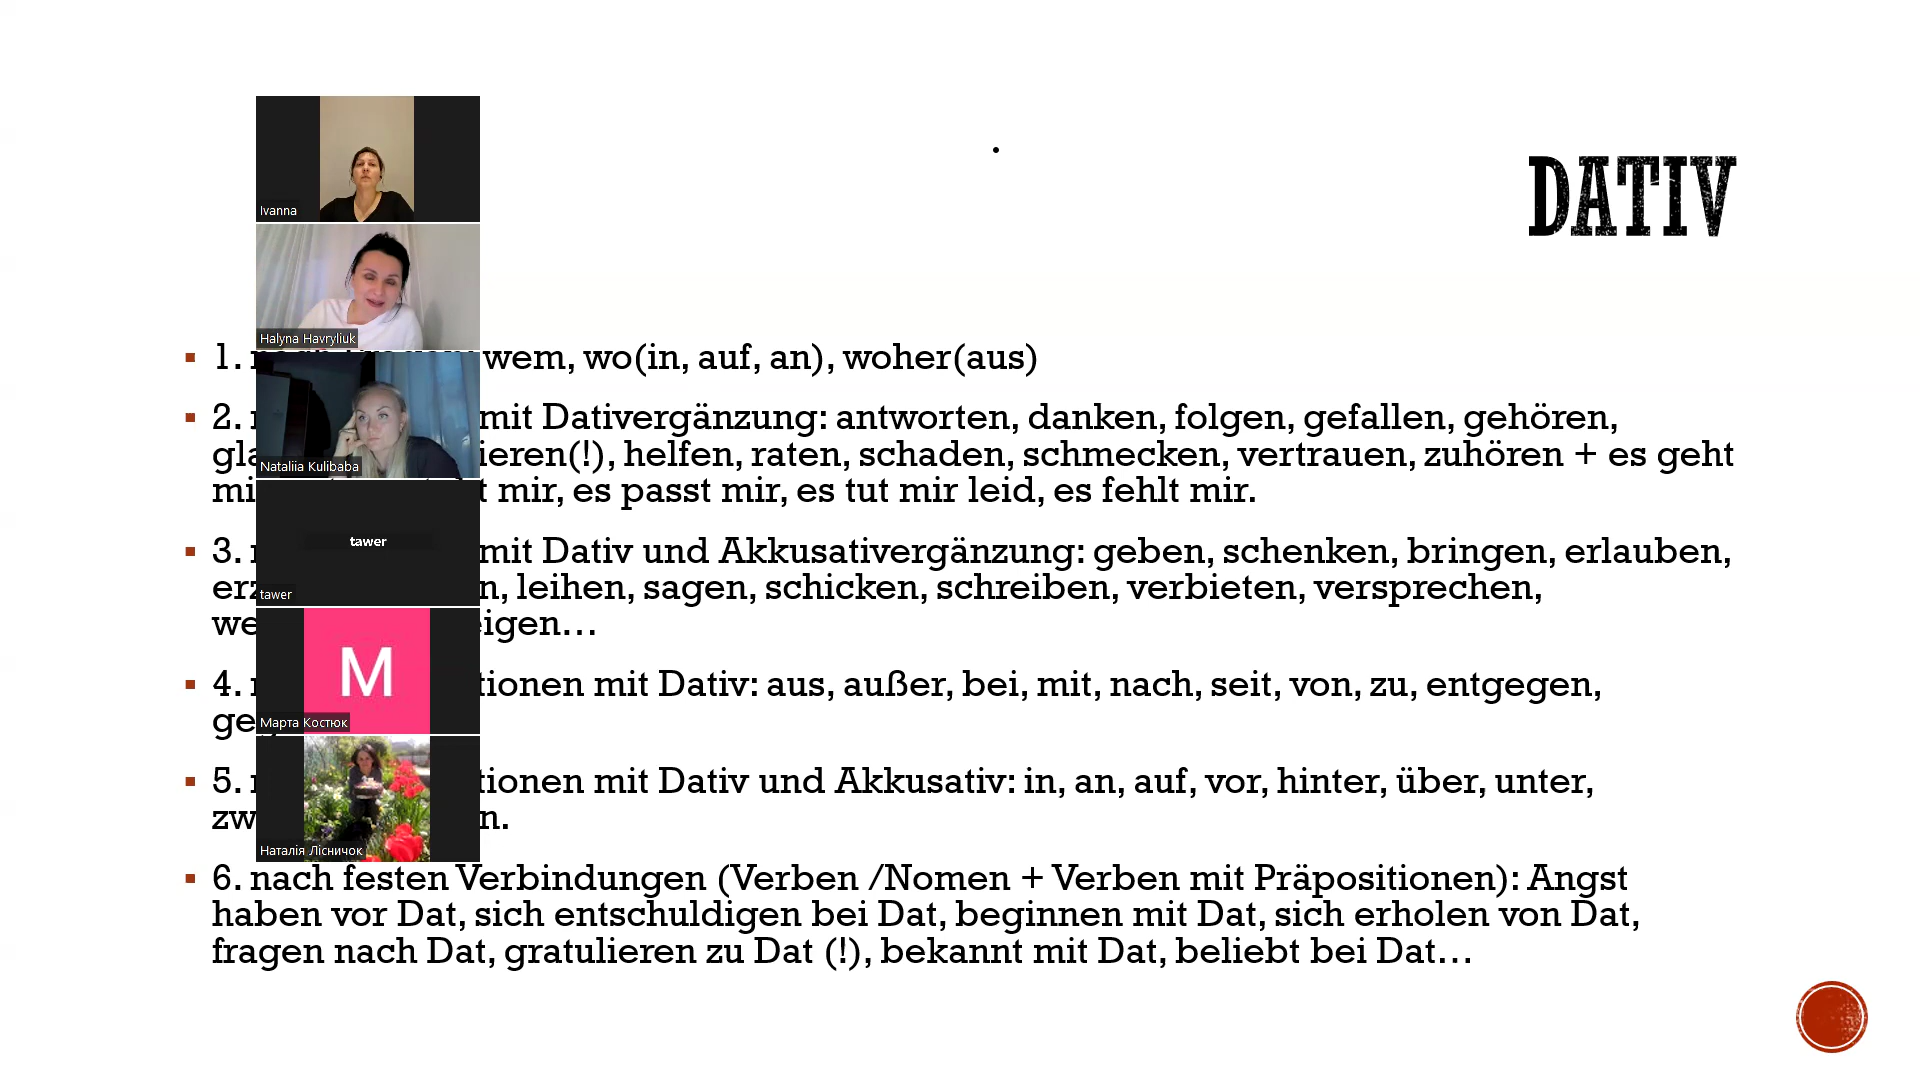 DATIV
Ivanna
Halyna Havryliuk
Nataliia Kulibaba
tawer
tawer
M
Марта Костюк
Наталія Лісничок
1. wem, wo(in, auf, an), woher(aus)
2. mit Dativergänzung: antworten, danken, folgen, gefallen, gehören,
helfen, raten, schaden, schmecken, vertrauen, zuhören + es geht
mir, es passt mir, es tut mir leid, es fehlt mir.
3. mit Dativ und Akkusativergänzung: geben, schenken, bringen, erlauben,
leihen, sagen, schicken, schreiben, verbieten, versprechen,
4. mit Dativ: aus, außer, bei, mit, nach, seit, von, zu, entgegen,
5. mit Dativ und Akkusativ: in, an, auf, vor, hinter, über, unter,
6. nach festen Verbindungen (Verben /Nomen + Verben mit Präpositionen): Angst
haben vor Dat, sich entschuldigen bei Dat, beginnen mit Dat, sich erholen von Dat,
fragen nach Dat, gratulieren zu Dat (!), bekannt mit Dat, beliebt bei Dat…